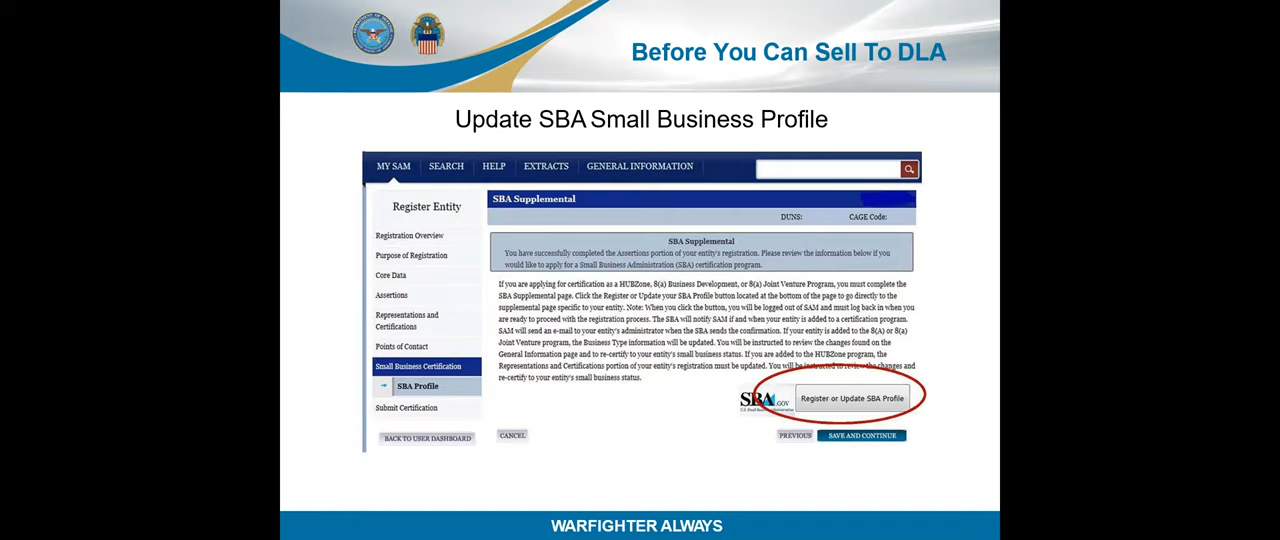 Before You Can Sell To DLA
Update SBA Small Business Profile
MY SAM SEARCH HELP EXTRACTS GENERAL INFORMATION
Register Entity
Registration Overview
Purpose of Registration
Core Data
Assertions
Representations and
Certifications
Points of Contact
Small Business Certification
SBA Profile
Submit Certification
BACK TO USER DASHBOARD
SBA Supplemental
DUNS: CAGE Code:
SBA Supplemental
You have successfully completed the Assertions portion of your entity's registration. Please review the information below if you
would like to apply for a Small Business Administration (SBA) certification program.
If you are applying for certification as a HUBZone, 8(a) Business Development, or 8(a) Joint Venture Program, you must complete the
SBA Supplemental page. Click the Register or Update your SBA Profile button located at the bottom of the page to go directly to the
supplemental page specific to your entity. Note: When you click the button, you will be logged out of SAM and must log back in when you
are ready to proceed with the registration process. The SBA will notify SAM if and when your entity is added to a certification program.
SAM will send an e-mail to your entity's administrator when the SBA sends the confirmation. If your entity is added to the 8(A) or 8(a)
Joint Venture program, the Business Type information will be updated. You will be instructed to review the changes found on the
General Information page and to re-certify to your entity's small business status. If you are added to the HUBZone program, the
Representations and Certifications portion of your entity's registration must be updated. You will be instructed to review the changes and
re-certify to your entity's small business status.
SBA.GOV
U.S. Small Business Administration
Register or Update SBA Profile
CANCEL
PREVIOUS SAVE AND CONTINUE
WARFIGHTER ALWAYS